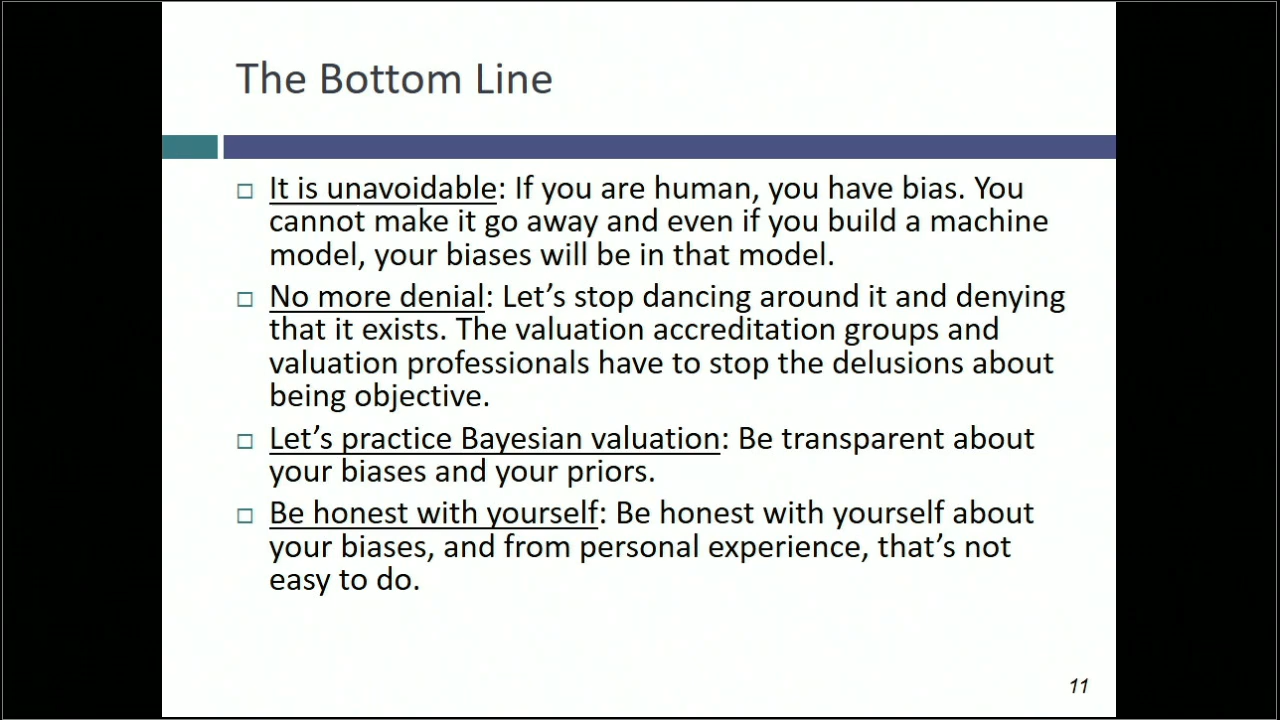 The Bottom Line
It is unavoidable: If you are human, you have bias. You
cannot make it go away and even if you build a machine
model, your biases will be in that model.
No more denial: Let’s stop dancing around it and denying
that it exists. The valuation accreditation groups and
valuation professionals have to stop the delusions about
being objective.
Let’s practice Bayesian valuation: Be transparent about
your biases and your priors.
Be honest with yourself: Be honest with yourself about
your biases, and from personal experience, that’s not
easy to do.
11